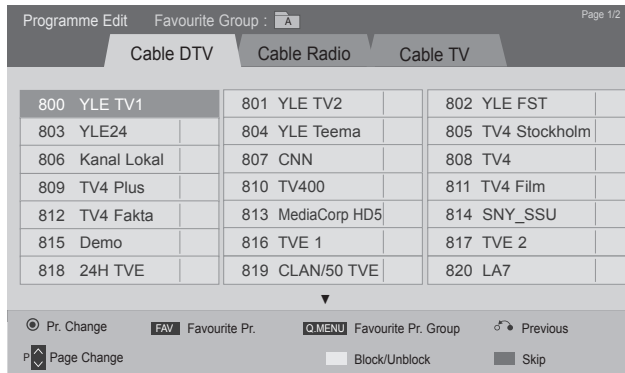 Programme Edit Favourite Group : A Page 1/2
Cable DTV Cable Radio Cable TV
800 YLE TV1 801 YLE TV2 802 YLE FST
803 YLE24 804 YLE Teema 805 TV4 Stockholm
806 Kanal Lokal 807 CNN 808 TV4
809 TV4 Plus 810 TV400 811 TV4 Film
812 TV4 Fakta 813 MediaCorp HD5 814 SNY_SSU
815 Demo 816 TVE 1 817 TVE 2
818 24H TVE 819 CLAN/50 TVE 820 LA7
Pr. Change FAV Favourite Pr. Q.MENU Favourite Pr. Group Previous
P Page Change Block/Unblock Skip